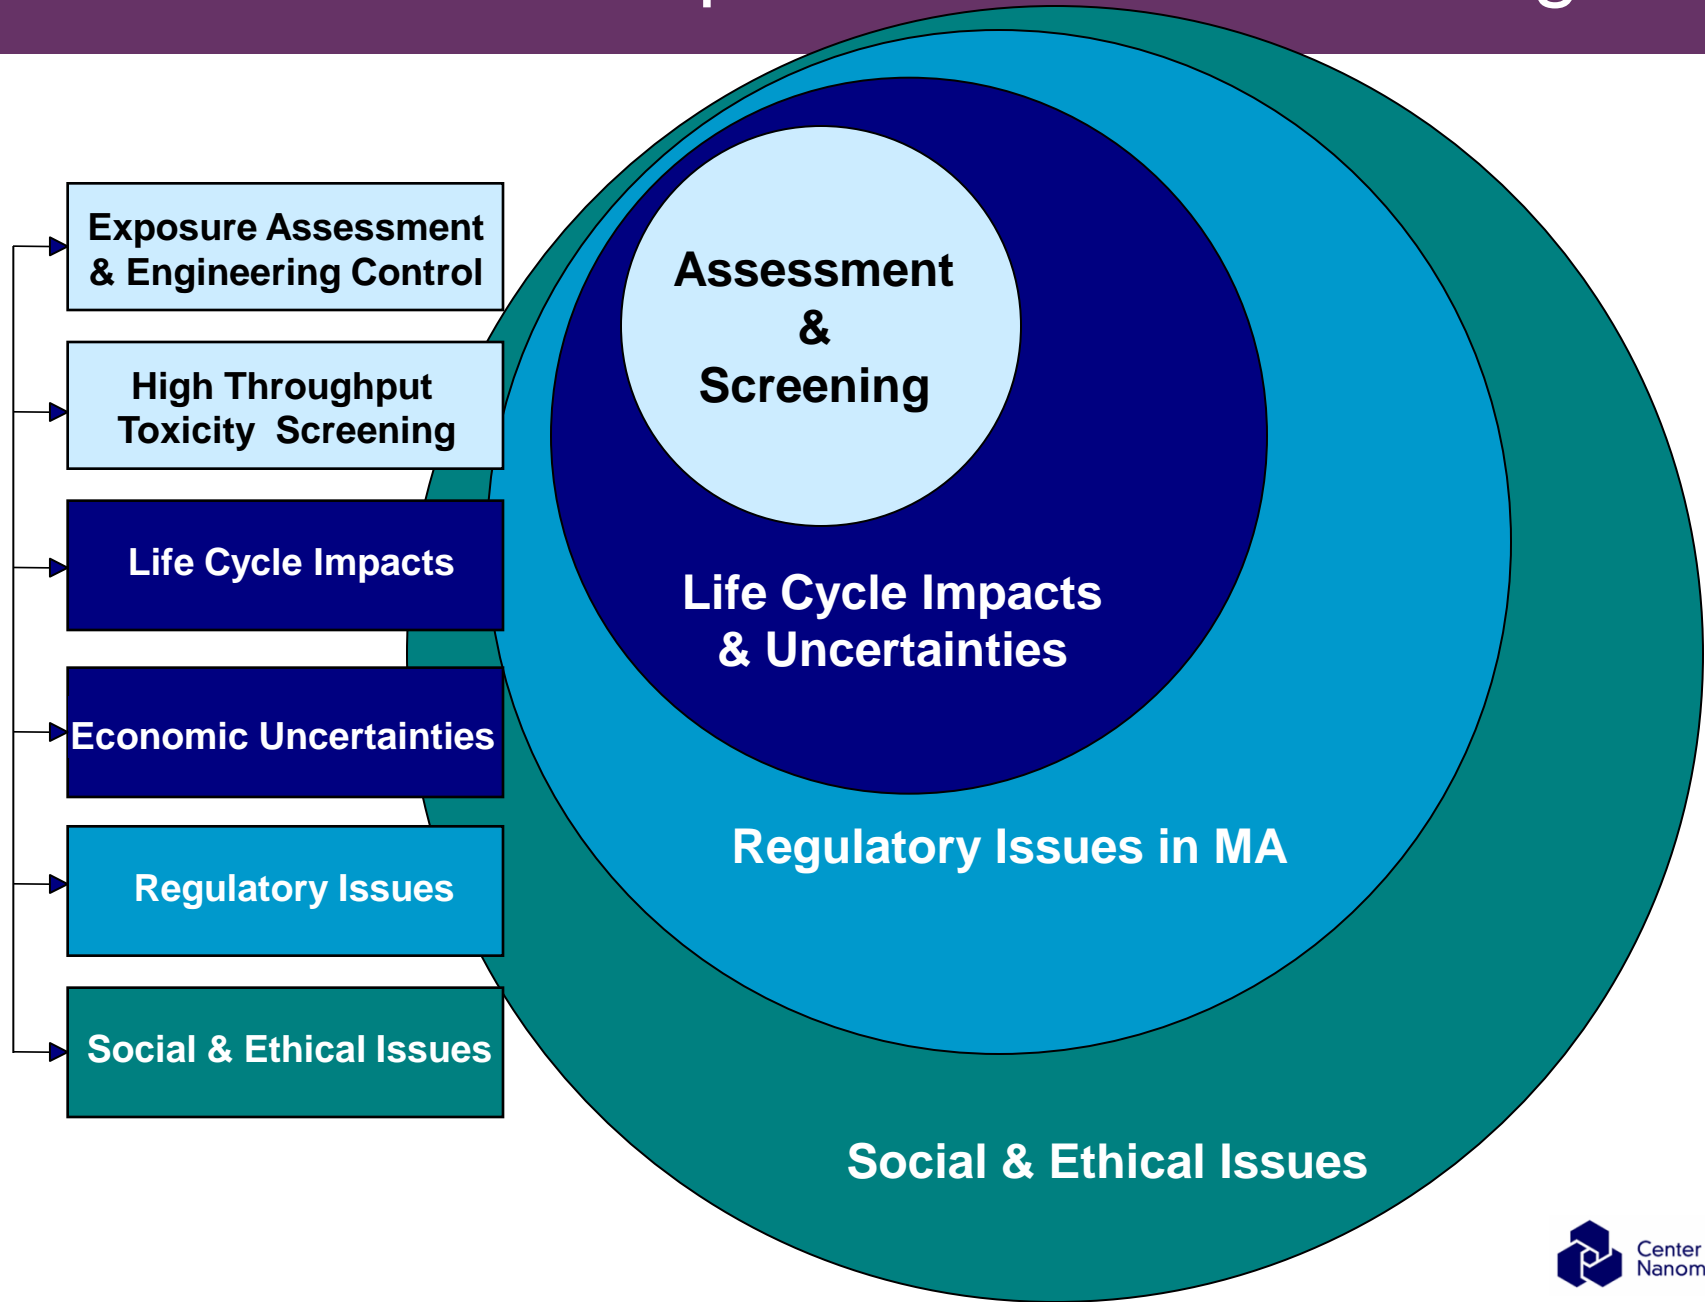 Exposure Assessment
& Engineering Control
High Throughput
Toxicity Screening
Life Cycle Impacts
Economic Uncertainties
Regulatory Issues
Social & Ethical Issues
Assessment
&
Screening
Life Cycle Impacts
& Uncertainties
Regulatory Issues in MA
Social & Ethical Issues
Center
Nanom